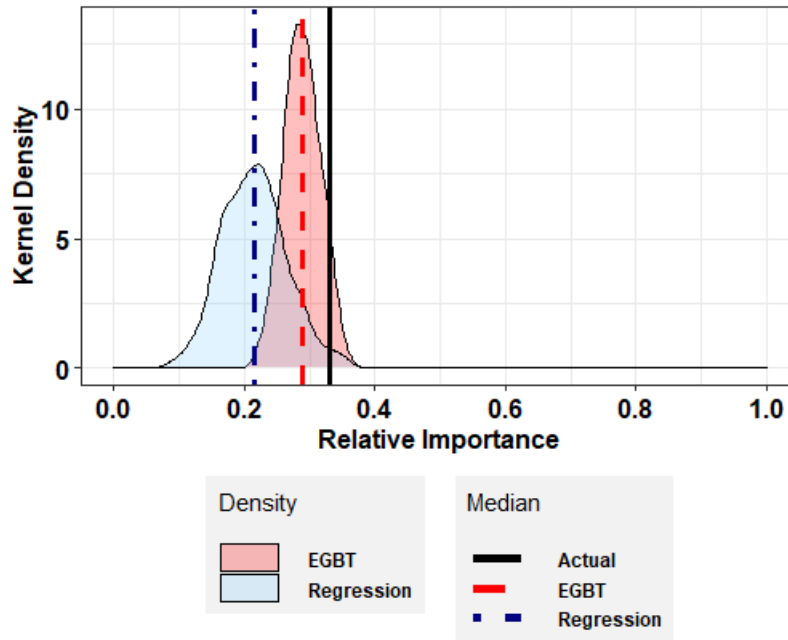 10
5
0
Kernel Density
0.0 0.2 0.4 0.6 0.8 1.0
Relative Importance
Density
EGBT
Regression
Median
Actual
EGBT
Regression